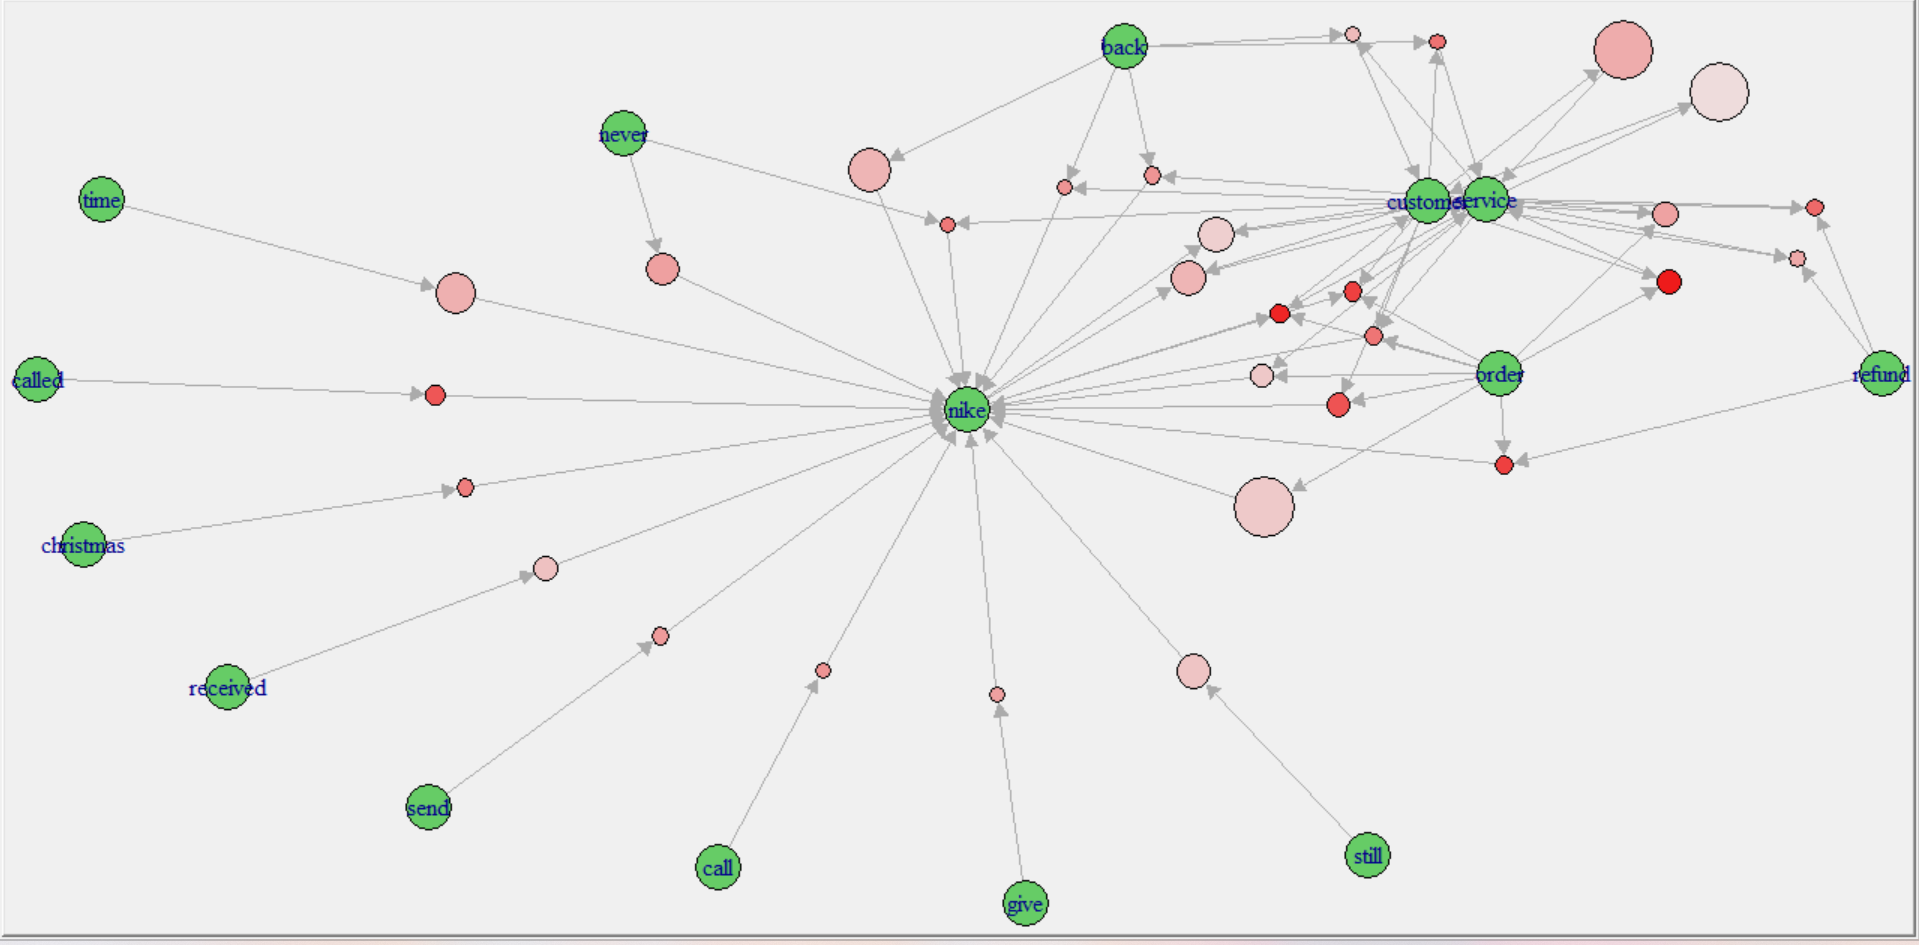 back
never
time
customer
service
called
nike
order
refund
christmas
received
send
call
give
still